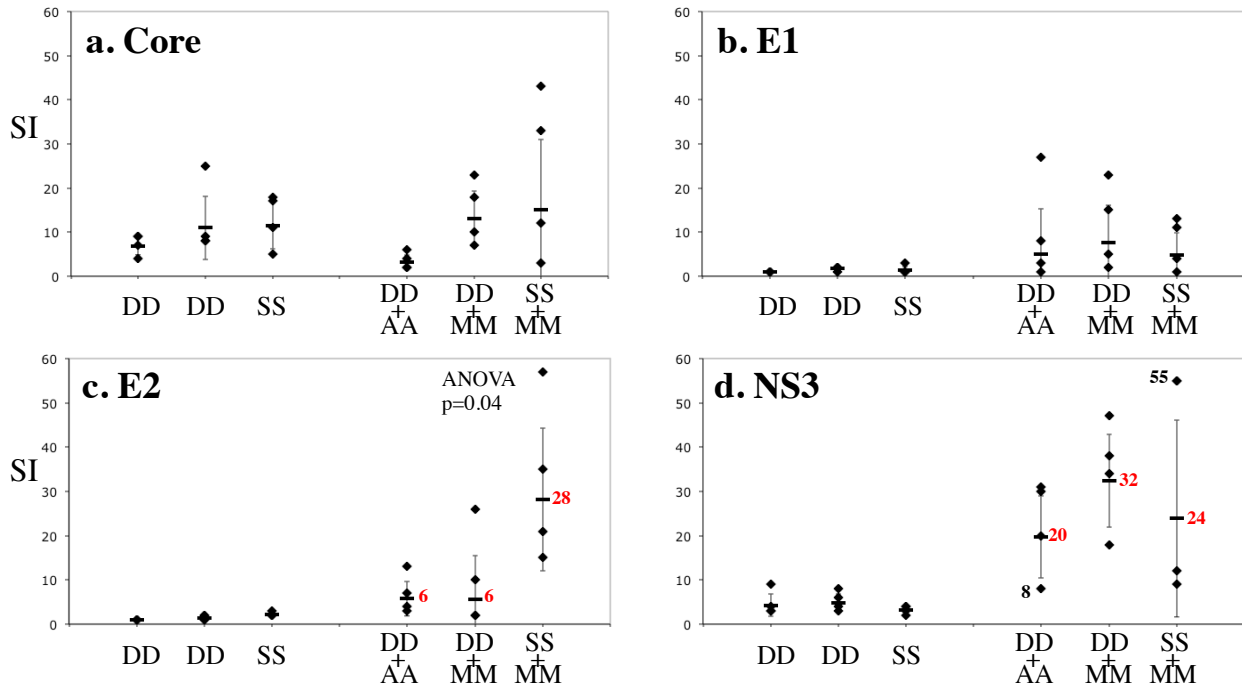 a. Core
60
50
40
30
20
10
0
SI
DD DD SS DD DD SS
+ + +
AA MM MM
b. E1
60
50
40
30
20
10
0
DD DD SS DD DD SS
+ + +
AA MM MM
c. E2
60
50
40
30
20
10
0
SI
ANOVA
p=0.04
28
6 6
DD DD SS DD DD SS
+ + +
AA MM MM
d. NS3
60
50
40
30
20
10
0
55
32
24
20
8
DD DD SS DD DD SS
+ + +
AA MM MM